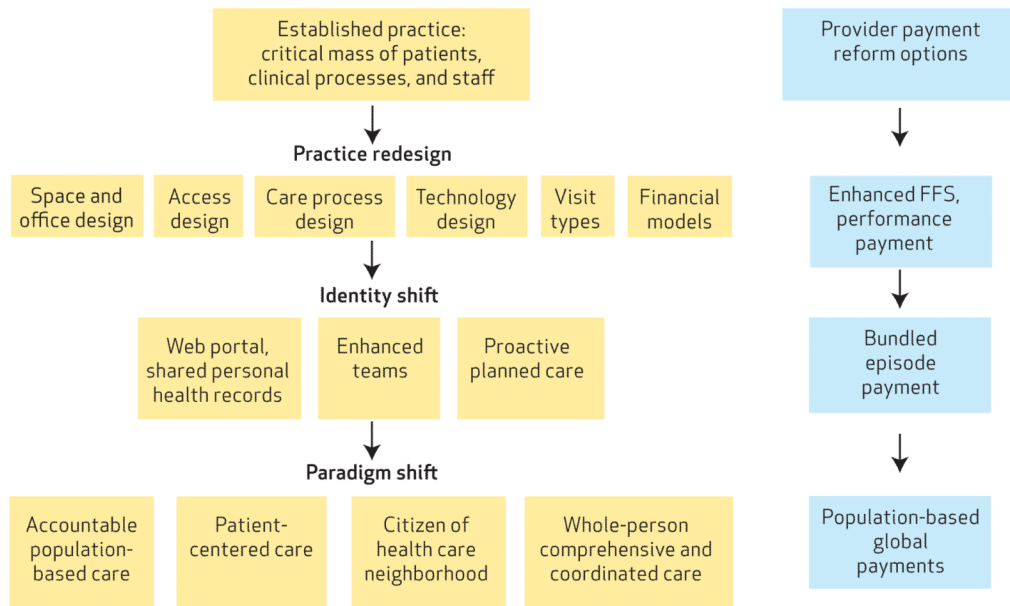 Established practice:
critical mass of patients,
clinical processes, and staff
Practice redesign
Space and
office design
Access
design
Care process
design
Technology
design
Visit
types
Financial
models
Identity shift
Web portal,
shared personal
health records
Enhanced
teams
Proactive
planned care
Paradigm shift
Accountable
population-
based care
Patient-
centered care
Citizen of
health care
neighborhood
Whole-person
comprehensive and
coordinated care
Provider payment
reform options
Enhanced FFS,
performance
payment
Bundled
episode
payment
Population-based
global
payments